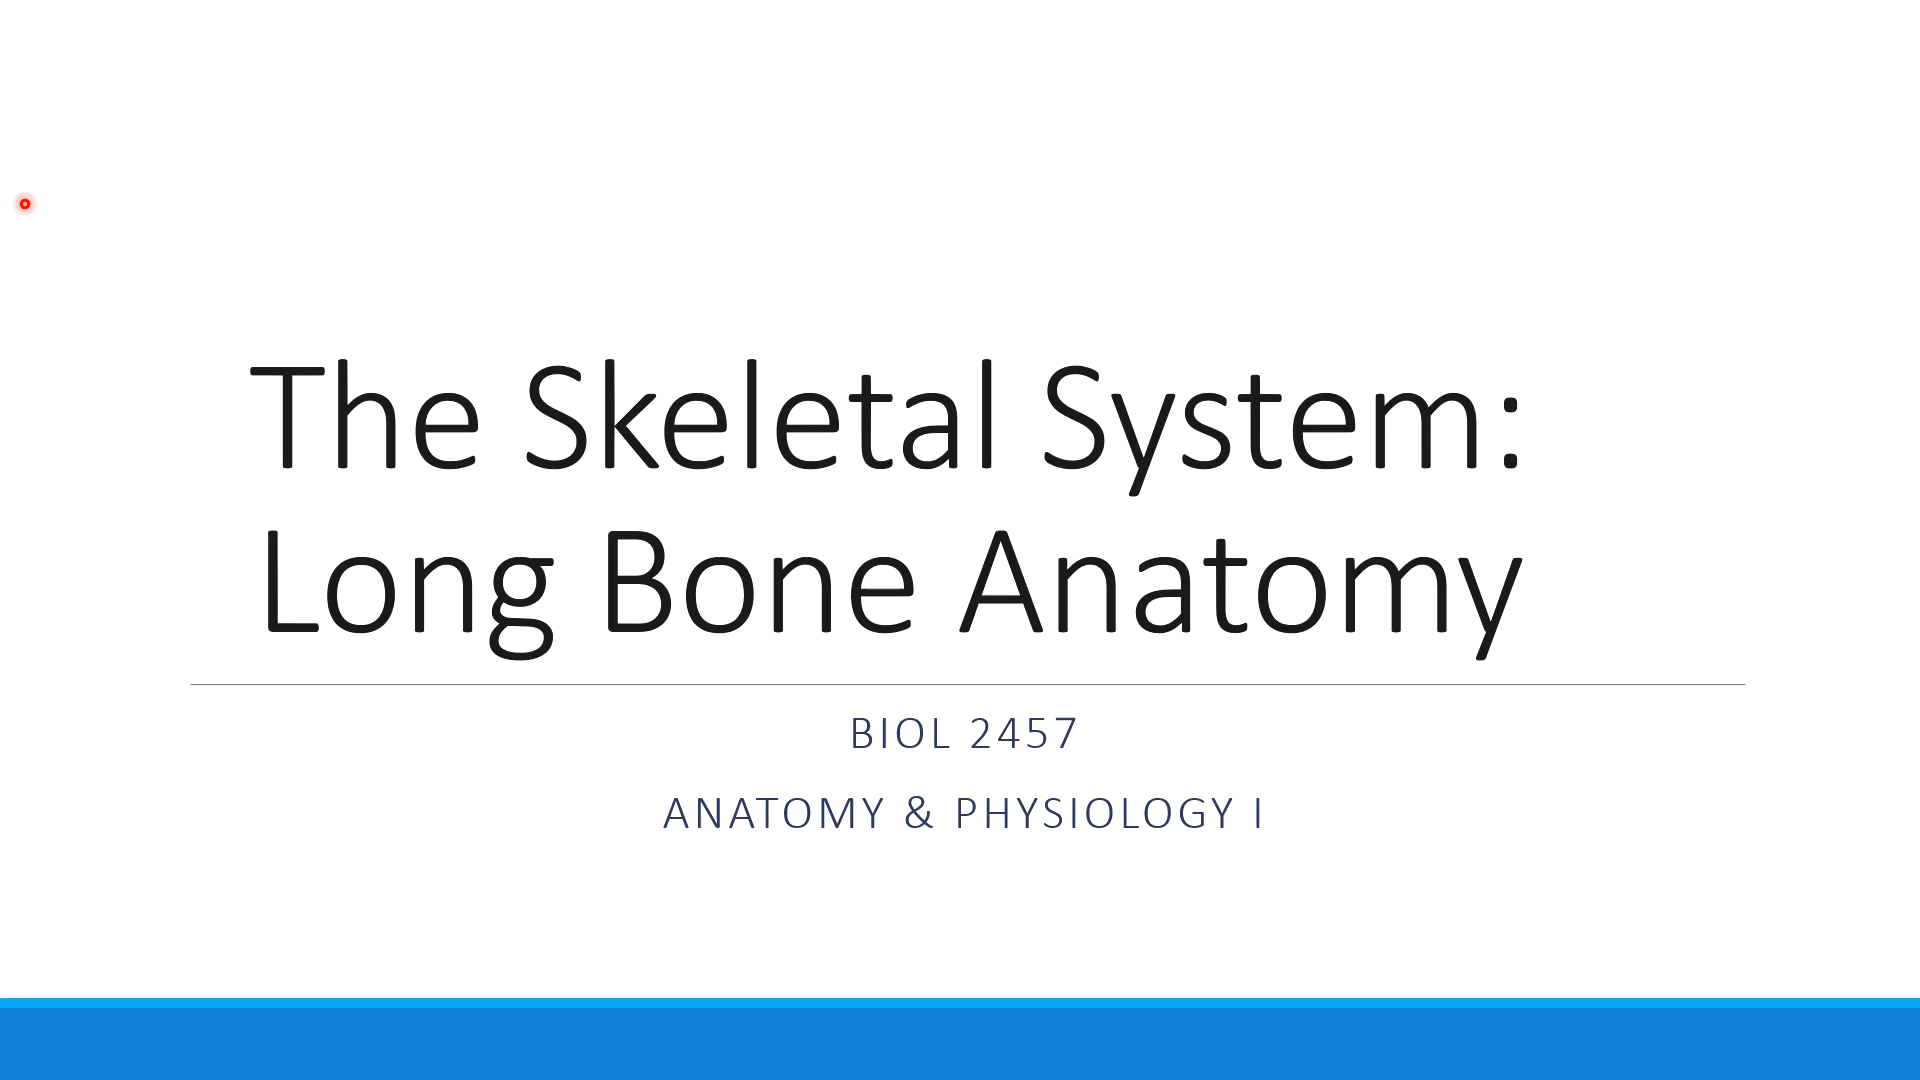 The Skeletal System:
Long Bone Anatomy
BIOL 2457
ANATOMY & PHYSIOLOGY I